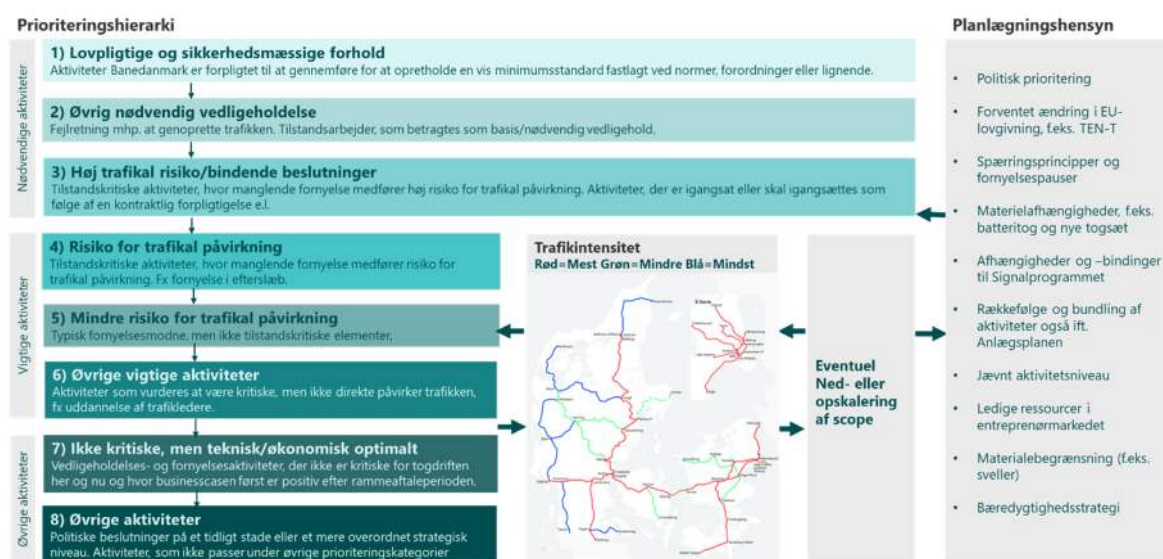 Prioriteringshierarki
Nødvendige aktiviteter
1) Lovpligtige og sikkerhedsmæssige forhold
Aktiviteter Banedanmark er forpligtet til at gennemføre for at opretholde en vis minimumsstandard fastlagt ved normer, forordninger eller lignende.
2) Øvrig nødvendig vedligeholdelse
Fejlretning mhp. at genoprette trafikken. Tilstandsarbejder, som betragtes som basis/nødvendig vedligehold.
3) Høj trafikal risiko/bindende beslutninger
Tilstandskritiske aktiviteter, hvor manglende fornyelse medfører høj risiko for trafikal påvirkning. Aktiviteter, der er igangsat eller skal igangsættes som
følge af en kontraktlig forpligtigelse e.l.
Vigtige aktiviteter
4) Risiko for trafikal påvirkning
Tilstandskritiske aktiviteter, hvor manglende fornyelse medfører risiko for
trafikal påvirkning. Fx fornyelse i efterslæb.
5) Mindre risiko for trafikal påvirkning
Typisk fornyelsesmodne, men ikke tilstandskritiske elementer,
6) Øvrige vigtige aktiviteter
Aktiviteter som vurderes at være kritiske, men ikke direkte påvirker trafikken,
fx uddannelse af trafikledere.
Øvrige aktiviteter
7) Ikke kritiske, men teknisk/økonomisk optimalt
Vedligeholdelses- og fornyelsesaktiviteter, der ikke er kritiske for togdriften
her og nu og hvor businesscasen først er positiv efter rammeaftaleperioden.
8) Øvrige aktiviteter
Politiske beslutninger på et tidligt stade eller et mere overordnet strategisk
niveau. Aktiviteter, som ikke passer under øvrige prioriteringskategorier
Trafikintensitet
Rød=Mest Grøn=Mindre Blå=Mindst
Eventuel
Ned- eller
opskalering
af scope
Planlægningshensyn
• Politisk prioritering
• Forventet ændring i EU-
lovgivning, f.eks. TEN-T
• Spærringsprincipper og
fornyelsespauser
• Materielafhængigheder, f.eks.
batteritog og nye togsæt
• Afhængigheder og –bindinger
til Signalprogrammet
• Rækkefølge og bundling af
aktiviteter også ift.
Anlægsplanen
• Jævnt aktivitetsniveau
• Ledige ressourcer i
entreprenørmarkedet
• Materialebegrænsning (f.eks.
sveller)
• Bæredygtighedsstrategi